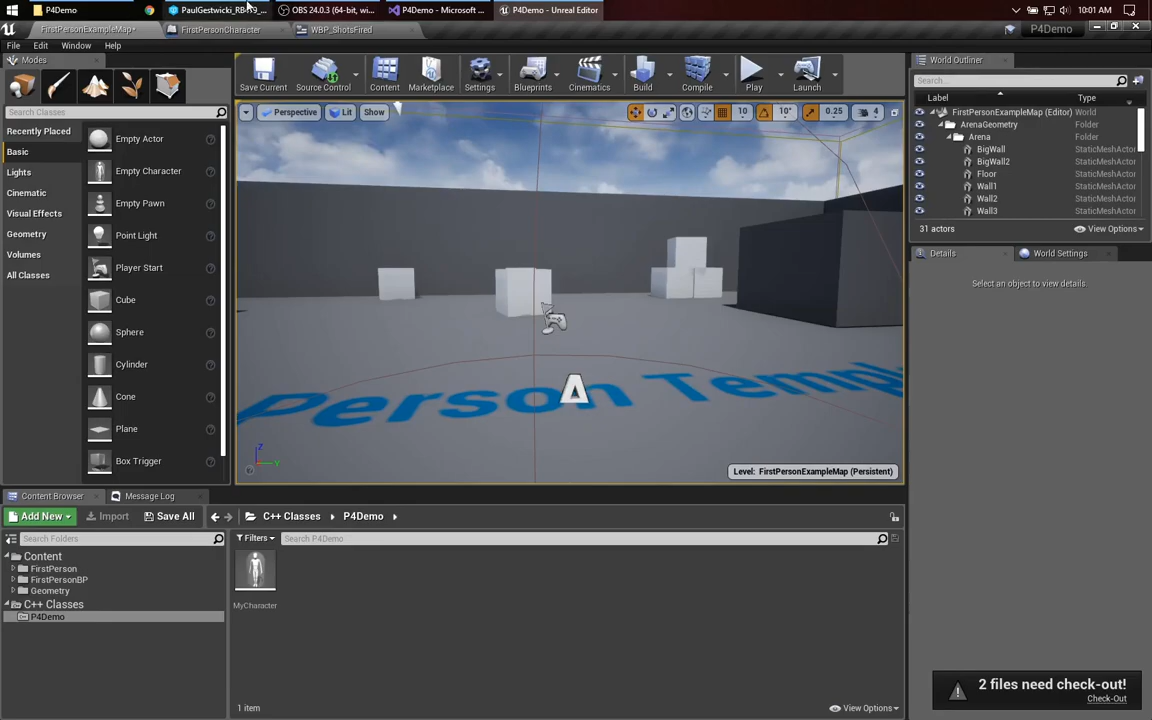 P4Demo
PaulGestwicki_RB419_...
OBS 24.0.3 (64-bit, wi...
P4Demo - Microsoft ...
P4Demo - Unreal Editor
10:01 AM
FirstPersonExampleMap*
FirstPersonCharacter
WBP_ShotsFired
P4Demo
File Edit Window Help
Modes
Search Classes
Recently Placed
Basic
Lights
Cinematic
Visual Effects
Geometry
Volumes
All Classes
Empty Actor
Empty Character
Empty Pawn
Point Light
Player Start
Cube
Sphere
Cylinder
Cone
Plane
Box Trigger
Save Current
Source Control
Content
Marketplace
Settings
Blueprints
Cinematics
Build
Compile
Play
Launch
Perspective
Lit
Show
10
10°
0.25
4
Person Templ
A
Z
Y
Level: FirstPersonExampleMap (Persistent)
World Outliner
Search...
Label Type
FirstPersonExampleMap (Editor) World
ArenaGeometry Folder
Arena Folder
BigWall StaticMeshActor
BigWall2 StaticMeshActor
Floor StaticMeshActor
Wall1 StaticMeshActor
Wall2 StaticMeshActor
Wall3 StaticMeshActor
31 actors
View Options
Details
World Settings
Select an object to view details.
Content Browser
Message Log
Add New
Import
Save All
C++ Classes
P4Demo
Search Folders
Content
FirstPerson
FirstPersonBP
Geometry
C++ Classes
P4Demo
Filters
Search P4Demo
MyCharacter
1 item
View Options
2 files need check-out!
Check-Out